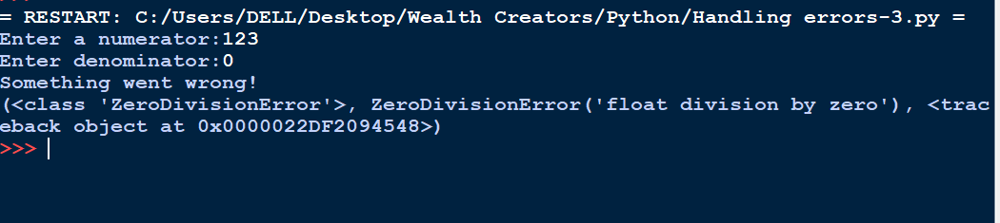 = RESTART: C:/Users/DELL/Desktop/Wealth Creators/Python/Handling errors-3.py =
Enter a numerator:123
Enter denominator:0
Something went wrong!
(<class 'ZeroDivisionError'>, ZeroDivisionError('float division by zero'), <trac
eback object at 0x0000022DF2094548>)
>>>